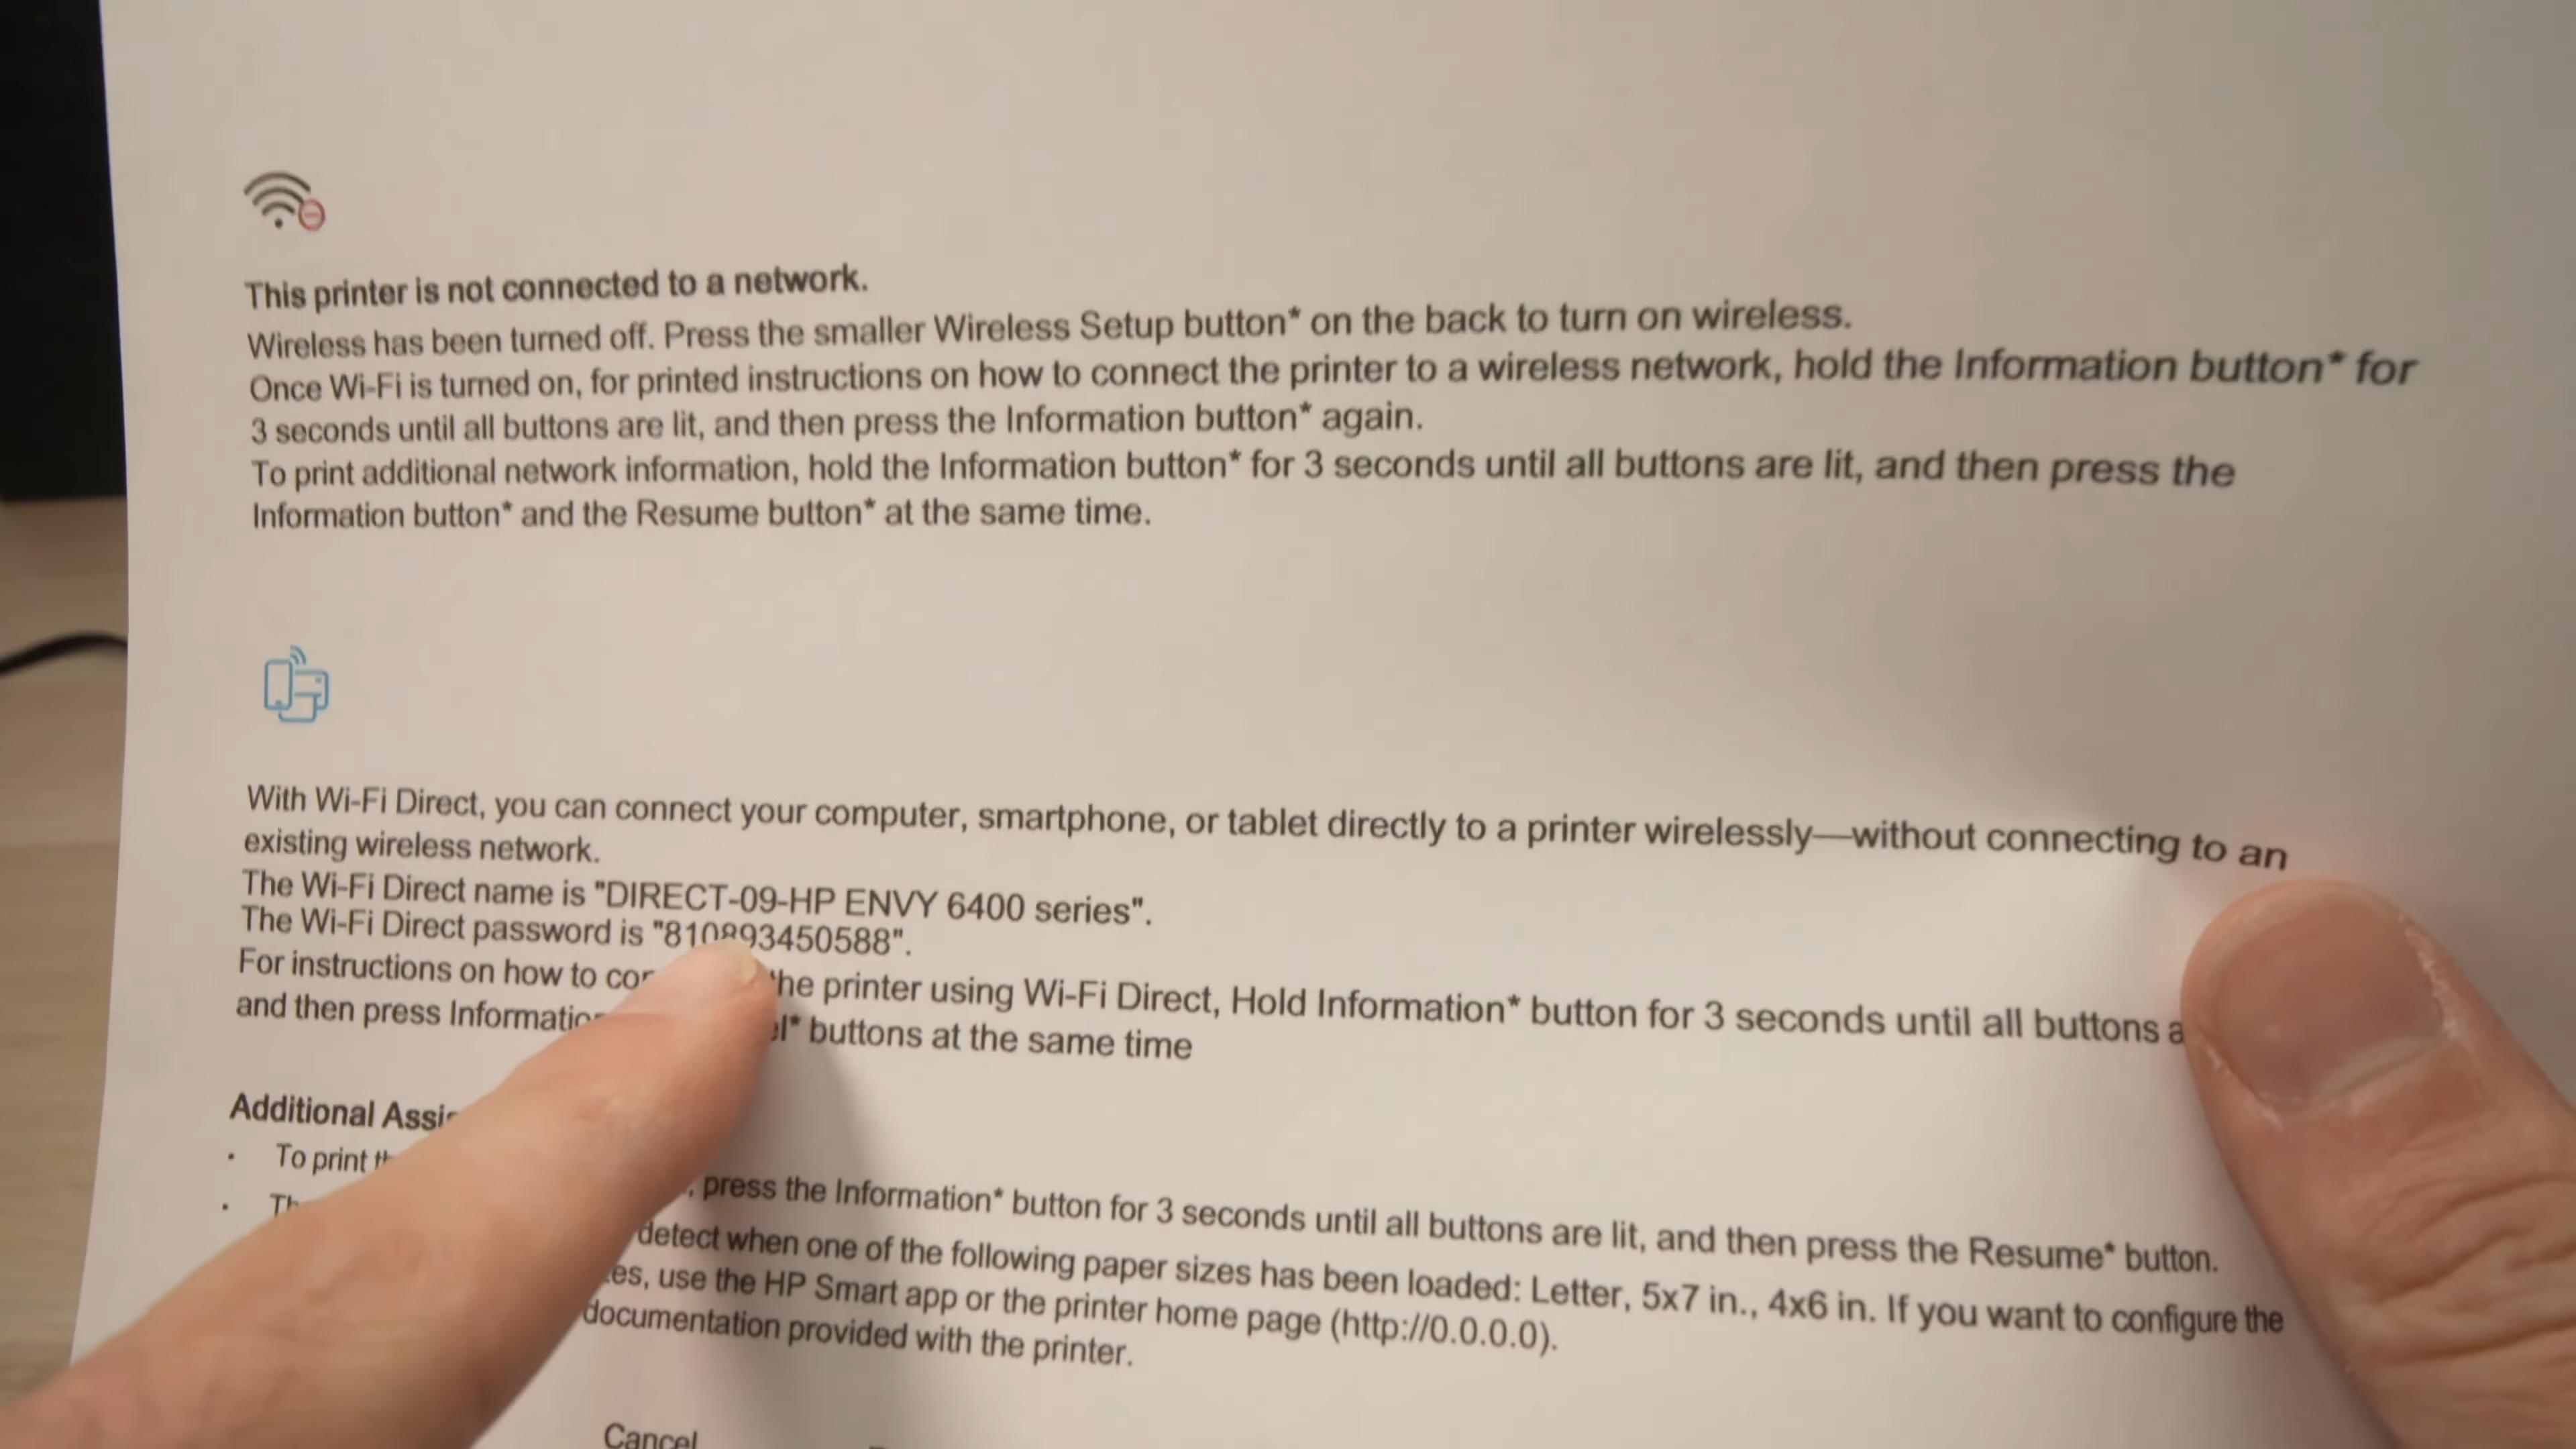 This printer is not connected to a network.
Wireless has been turned off. Press the smaller Wireless Setup button* on the back to turn on wireless.
Once Wi-Fi is turned on, for printed instructions on how to connect the printer to a wireless network, hold the Information button* for
3 seconds until all buttons are lit, and then press the Information button* again.
To print additional network information, hold the Information button* for 3 seconds until all buttons are lit, and then press the
Information button* and the Resume button* at the same time.
With Wi-Fi Direct, you can connect your computer, smartphone, or tablet directly to a printer wirelessly—without connecting to an
existing wireless network.
The Wi-Fi Direct name is "DIRECT-09-HP ENVY 6400 series".
The Wi-Fi Direct password is "810893450588".
For instructions on how to the printer using Wi-Fi Direct, Hold Information* button for 3 seconds until all buttons
and then press buttons at the same time
Additional
To print
press the Information* button for 3 seconds until all buttons are lit, and then press the Resume* button.
detect when one of the following paper sizes has been loaded: Letter, 5x7 in., 4x6 in. If you want to configure the
use the HP Smart app or the printer home page (http://0.0.0.0).
documentation provided with the printer.
Cancel